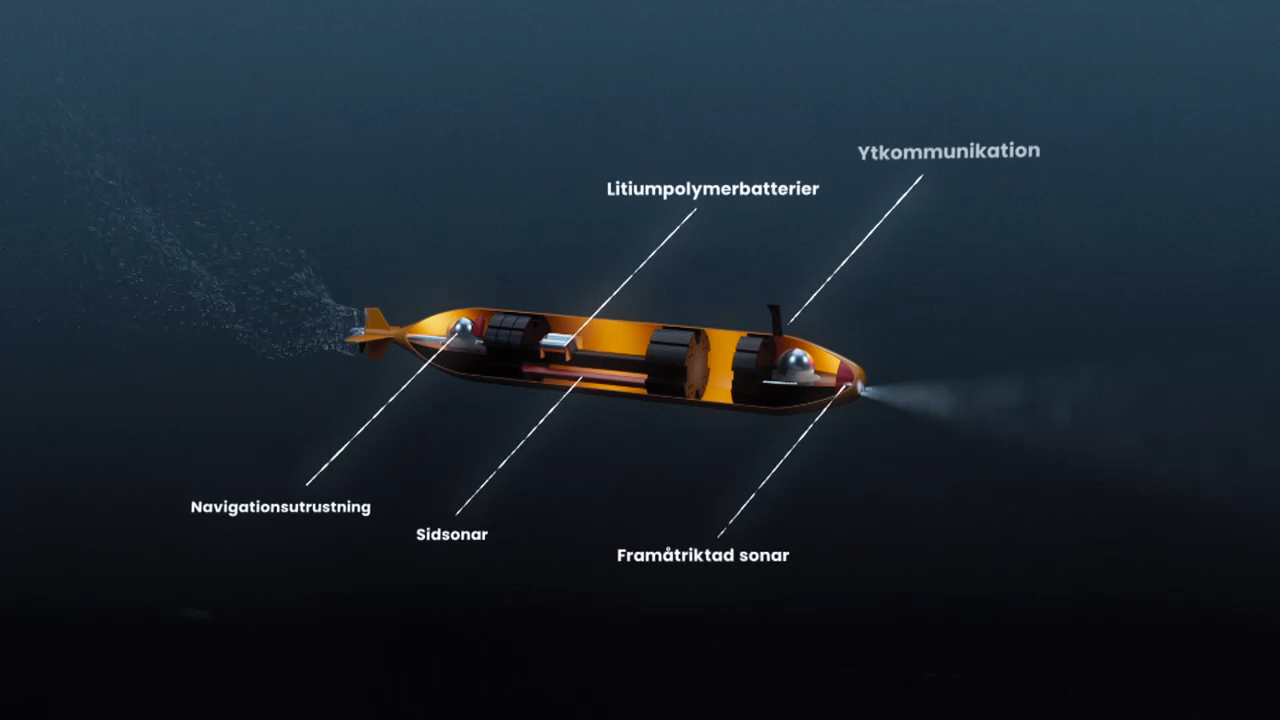 Ytkommunikation
Litiumpolymerbatterier
Navigationsutrustning
Sidsonar
Framåtriktad sonar